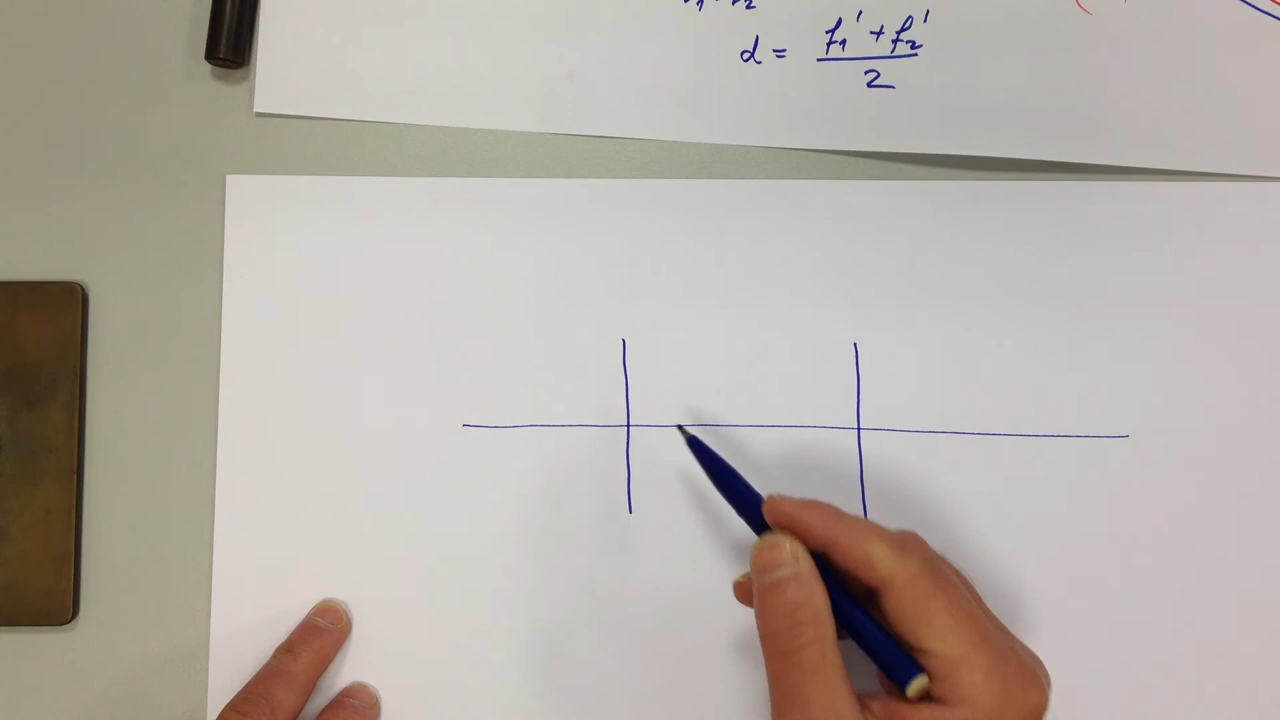 d = f₁' + f₂' / 2